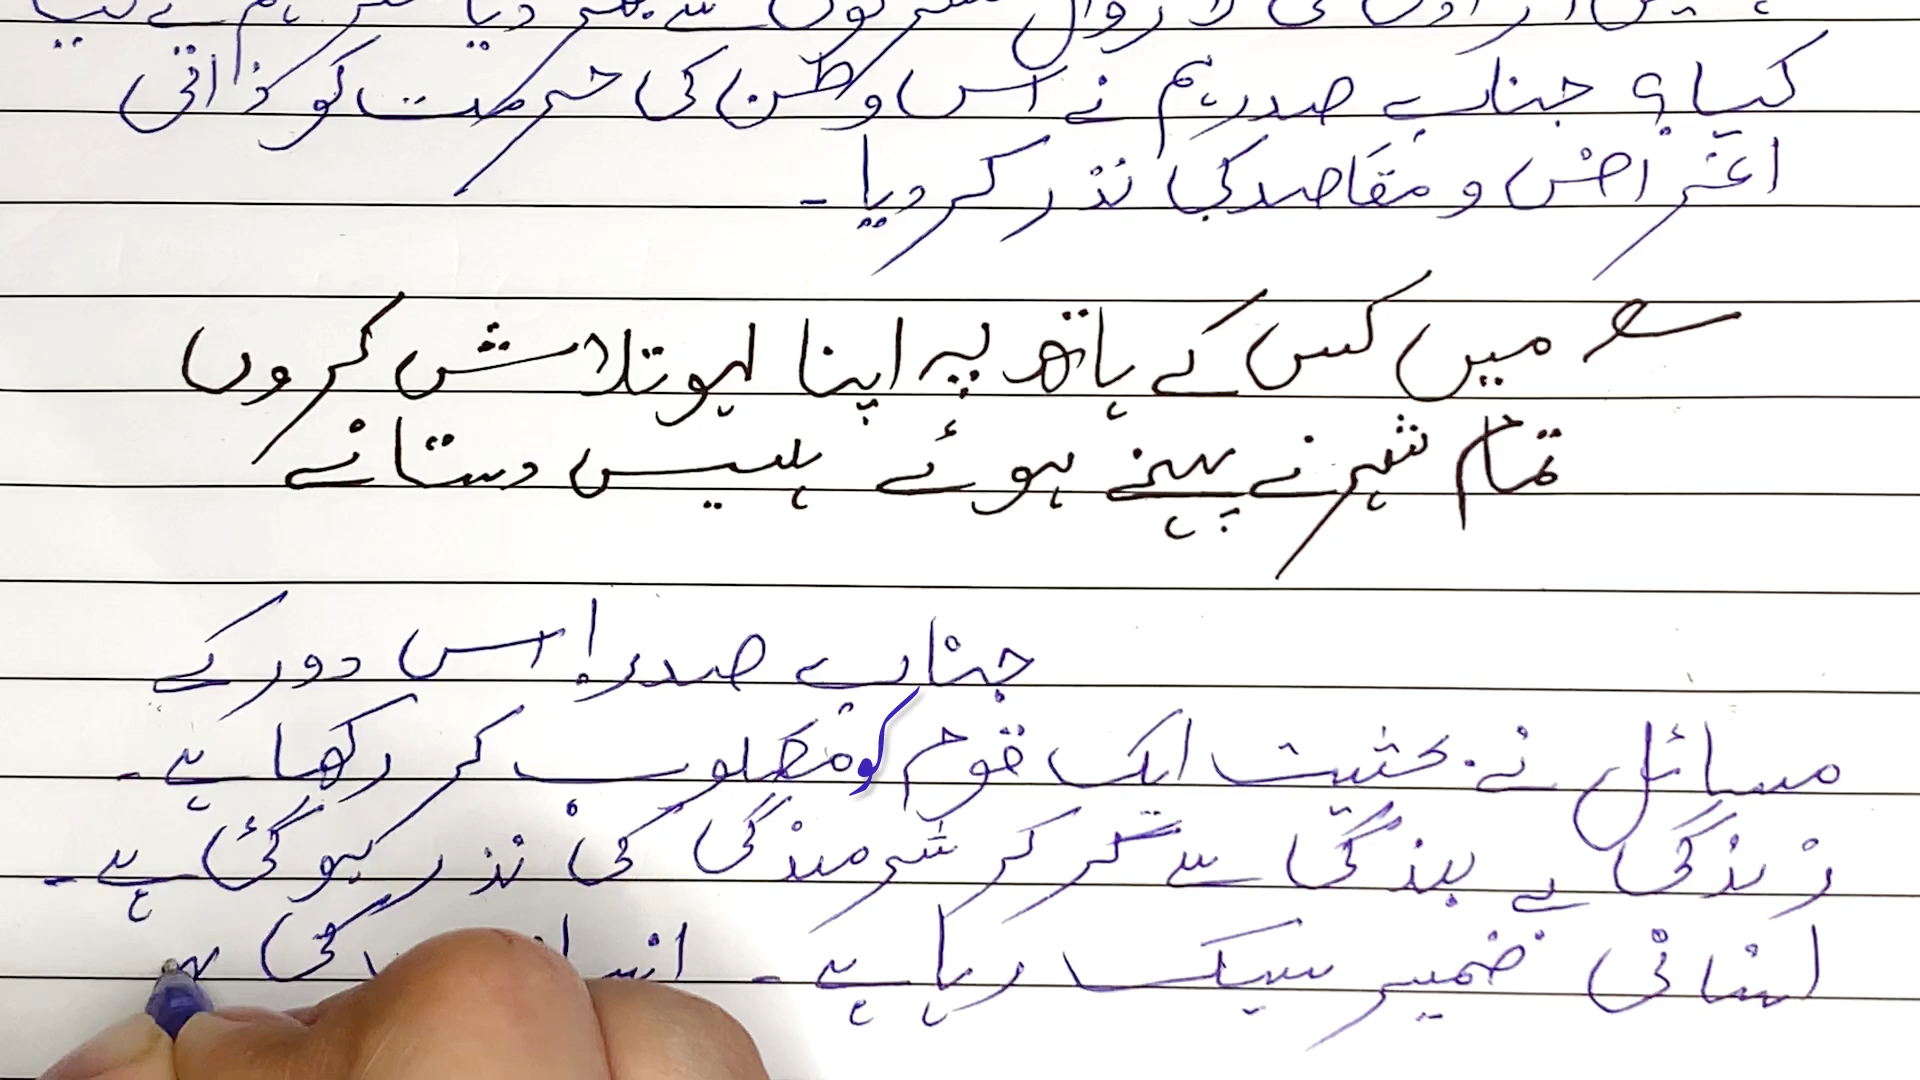 کیا؟ جناب صدر ہم نے اس وطن کی حرمت کو ذاتی
اغراض و مقاصد کی نذر کر دیا۔
میں کس کے ہاتھ پہ اپنا لہو تلاش کروں
تمام شہر نے پہنے ہوئے ہیں دستانے
جناب صدر! اس دور کے
مسائل نے بحثیت ایک قوم کو مطلوب کر رکھا ہے۔
زندگی بے بندگی سے گر کر شرمندگی کی نذر ہو گئی ہے۔
انسانی ضمیر سسک رہا ہے۔ کی